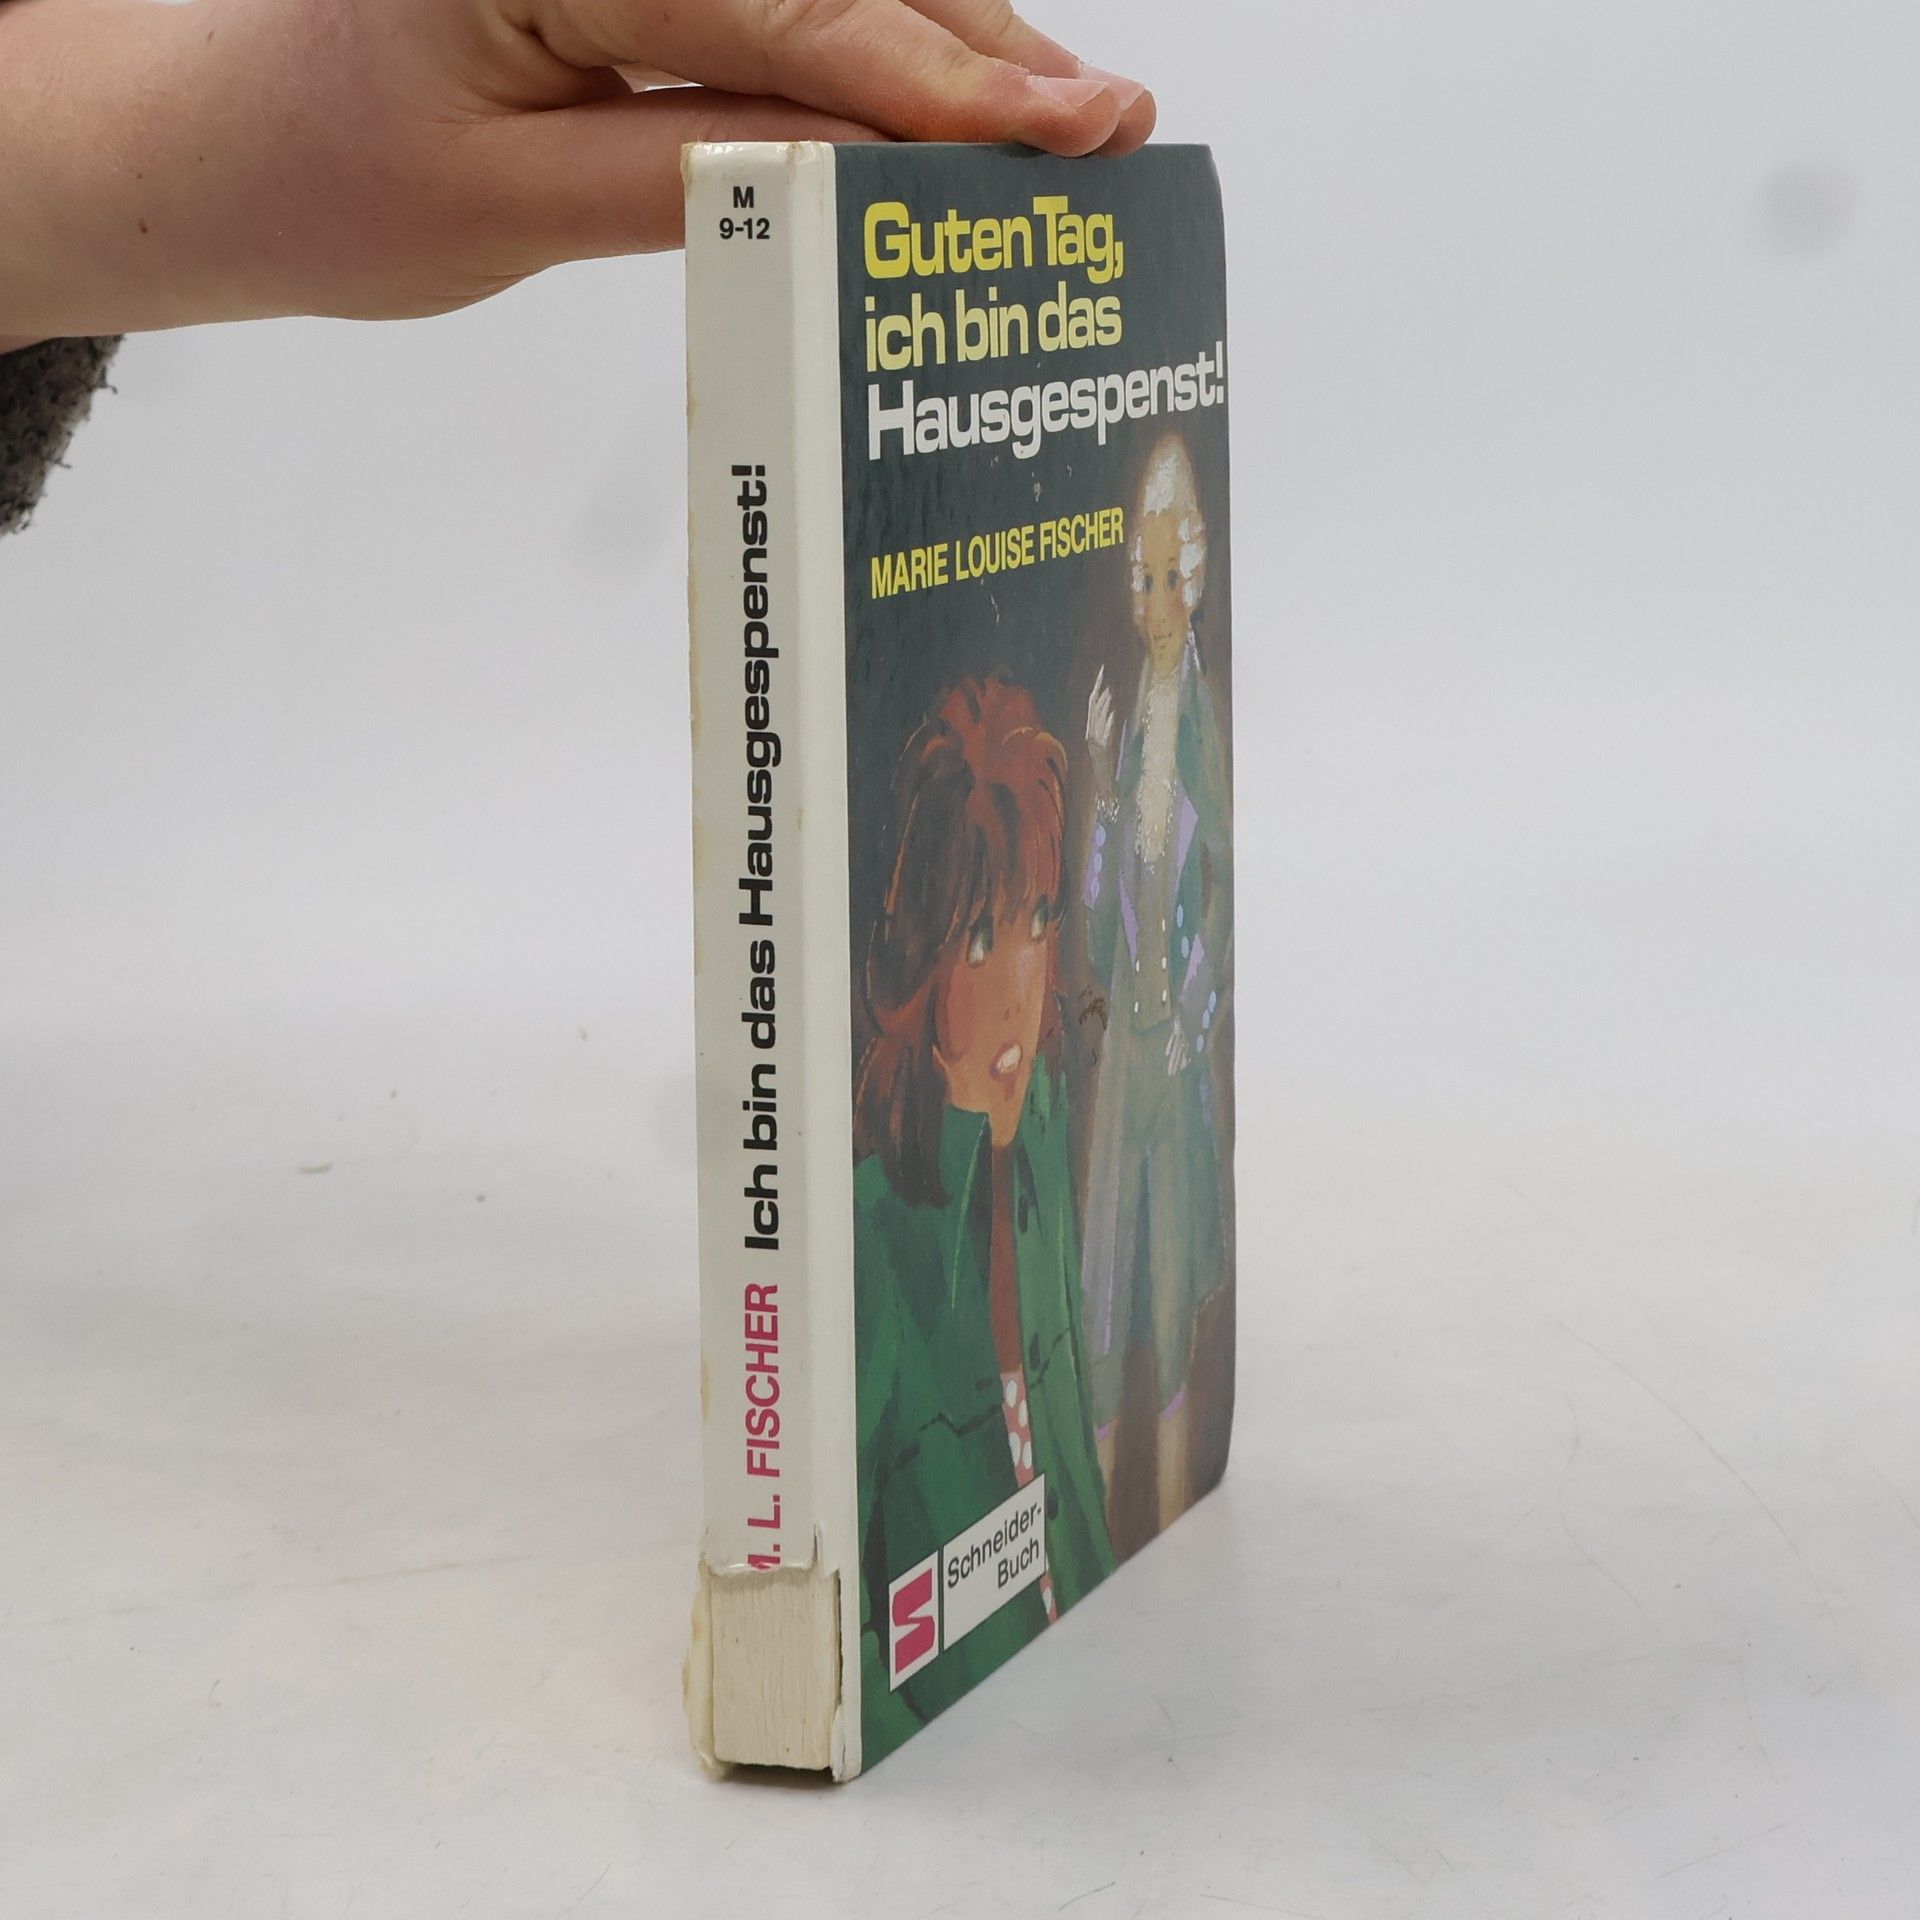 M
9-12
M. L. FISCHER Ich bin das Hausgespenst!
Guten Tag,
ich bin das
Hausgespenst!
MARIE LOUISE FISCHER
Schneider-
Buch